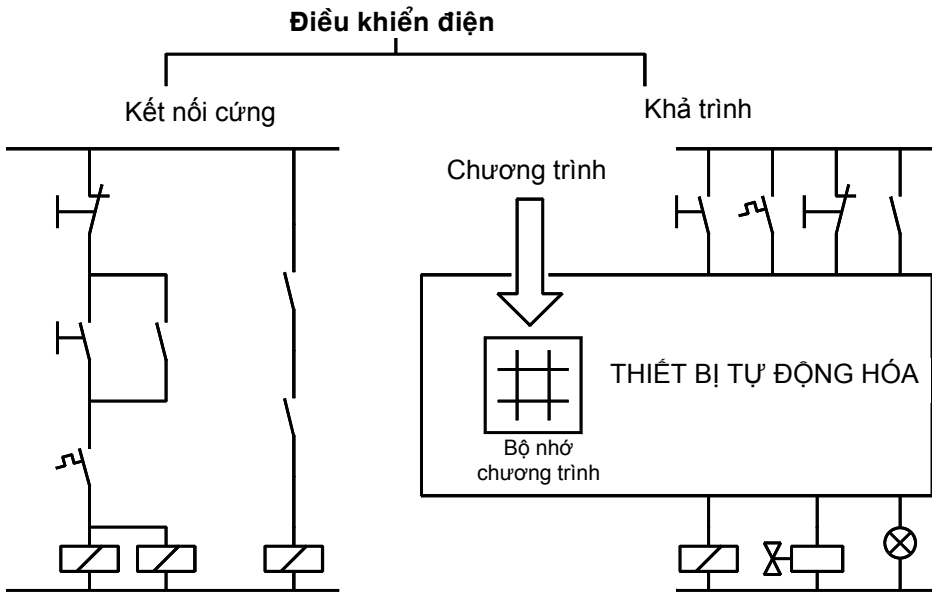 Điều khiển điện
Kết nối cứng
Khả trình
Chương trình
THIẾT BỊ TỰ ĐỘNG HÓA
Bộ nhớ
chương trình